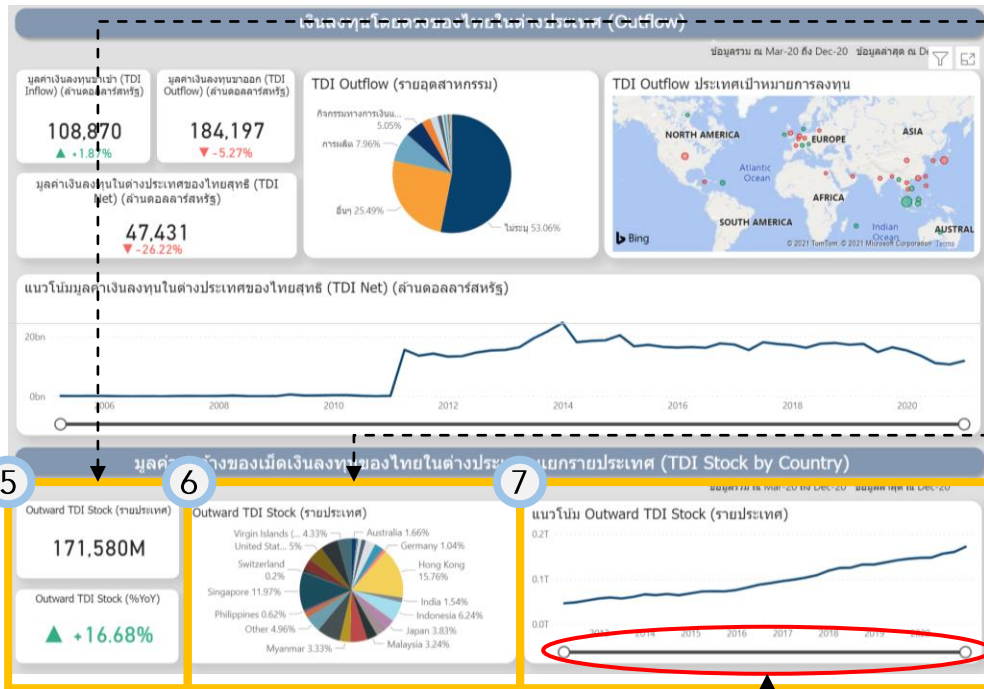 เงินลงทุนโดยตรงของไทยในต่างประเทศ (Outflow)
ข้อมูลรวม ณ Mar-20 ถึง Dec-20 ข้อมูลล่าสุด ณ
มูลค่าเงินลงทุนขาเข้า (TDI
Inflow) (ล้านดอลลาร์สหรัฐ)
108,870
▲ +1.87%
มูลค่าเงินลงทุนขาออก (TDI
Outflow) (ล้านดอลลาร์สหรัฐ)
184,197
▼ -5.27%
มูลค่าเงินลงทุนในต่างประเทศของไทยสุทธิ (TDI
Net) (ล้านดอลลาร์สหรัฐ)
47,431
▼ -26.22%
TDI Outflow (รายอุตสาหกรรม)
กิจกรรมทางการเงินแ...
5.05%
การผลิต 7.96%
อื่นๆ 25.49%
ไม่ระบุ 53.06%
TDI Outflow ประเทศเป้าหมายการลงทุน
NORTH AMERICA
EUROPE
ASIA
Atlantic
Ocean
AFRICA
SOUTH AMERICA
Indian
Ocean
AUSTRAL
Bing
© 2021 TomTom, © 2021 Microsoft Corporation Terms
แนวโน้มมูลค่าเงินลงทุนในต่างประเทศของไทยสุทธิ (TDI Net) (ล้านดอลลาร์สหรัฐ)
20bn
0bn
2006
2008
2010
2012
2014
2016
2018
2020
(TDI Stock by Country)
5
6
7
Outward TDI Stock (รายประเทศ)
171,580M
Outward TDI Stock (%YoY)
▲ +16.68%
Outward TDI Stock (รายประเทศ)
Virgin Islands (... 4.33%
Australia 1.66%
United Stat... 5%
Germany 1.04%
Switzerland
0.2%
Hong Kong
15.76%
Singapore 11.97%
India 1.54%
Philippines 0.62%
Indonesia 6.24%
Other 4.96%
Japan 3.83%
Myanmar 3.33%
Malaysia 3.24%
แนวโน้ม Outward TDI Stock (รายประเทศ)
0.2T
0.1T
0.0T
2014
2015
2016
2017
2018
2019